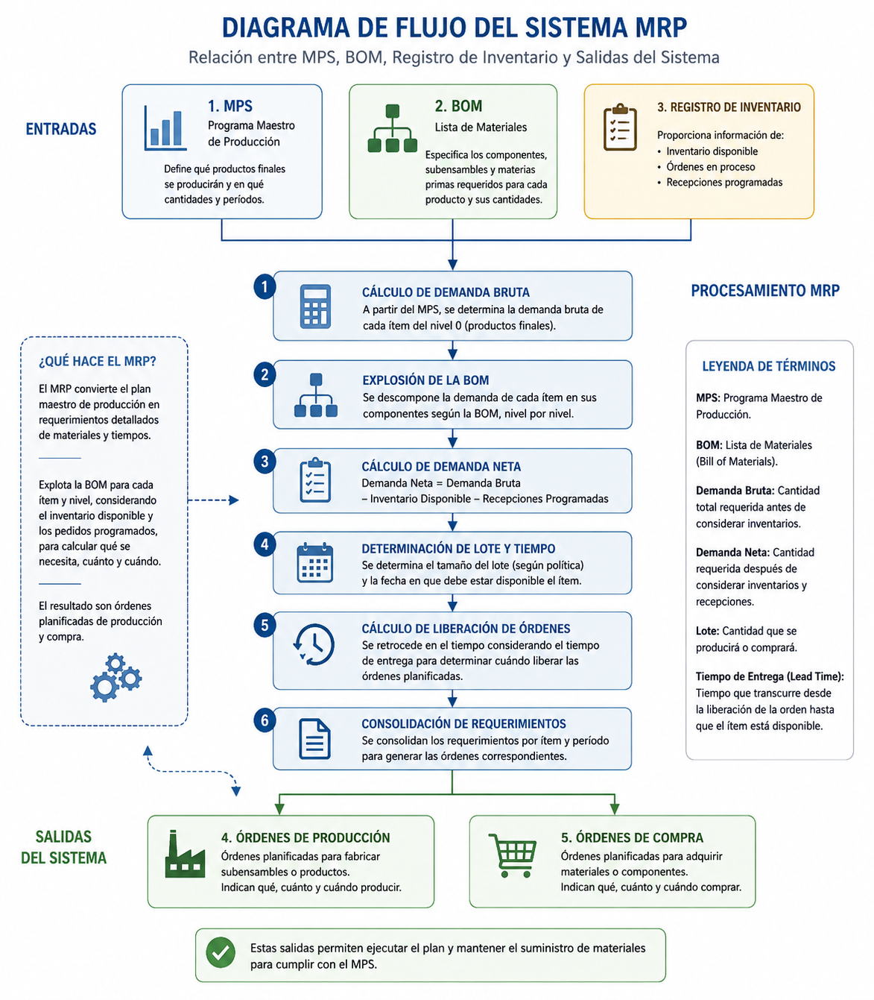 DIAGRAMA DE FLUJO DEL SISTEMA MRP
Relación entre MPS, BOM, Registro de Inventario y Salidas del Sistema
ENTRADAS
1. MPS
Programa Maestro
de Producción
Define qué productos finales
se producirán y en qué
cantidades y períodos.
2. BOM
Lista de Materiales
Especifica los componentes,
subensambles y materias
primas requeridos para cada
producto y sus cantidades.
3. REGISTRO DE INVENTARIO
Proporciona información de:
• Inventario disponible
• Órdenes en proceso
• Recepciones programadas
PROCESAMIENTO MRP
1
CÁLCULO DE DEMANDA BRUTA
A partir del MPS, se determina la demanda bruta de
cada ítem del nivel 0 (productos finales).
2
EXPLOSIÓN DE LA BOM
Se descompone la demanda de cada ítem en sus
componentes según la BOM, nivel por nivel.
3
CÁLCULO DE DEMANDA NETA
Demanda Neta = Demanda Bruta
– Inventario Disponible – Recepciones Programadas
4
DETERMINACIÓN DE LOTE Y TIEMPO
Se determina el tamaño del lote (según política)
y la fecha en que debe estar disponible el ítem.
5
CÁLCULO DE LIBERACIÓN DE ÓRDENES
Se retrocede en el tiempo considerando el tiempo
de entrega para determinar cuándo liberar las
órdenes planificadas.
6
CONSOLIDACIÓN DE REQUERIMIENTOS
Se consolidan los requerimientos por ítem y período
para generar las órdenes correspondientes.
¿QUÉ HACE EL MRP?
El MRP convierte el plan
maestro de producción en
requerimientos detallados
de materiales y tiempos.
Explota la BOM para cada
ítem y nivel, considerando
el inventario disponible y
los pedidos programados,
para calcular qué se
necesita, cuánto y cuándo.
El resultado son órdenes
planificadas de producción
y compra.
LEYENDA DE TÉRMINOS
MPS: Programa Maestro de
Producción.
BOM: Lista de Materiales
(Bill of Materials).
Demanda Bruta: Cantidad
total requerida antes de
considerar inventarios.
Demanda Neta: Cantidad
requerida después de
considerar inventarios y
recepciones.
Lote: Cantidad que se
producirá o comprará.
Tiempo de Entrega (Lead Time):
Tiempo que transcurre desde
la liberación de la orden hasta
que el ítem está disponible.
SALIDAS
DEL SISTEMA
4. ÓRDENES DE PRODUCCIÓN
Órdenes planificadas para fabricar
subensambles o productos.
Indican qué, cuánto y cuándo producir.
5. ÓRDENES DE COMPRA
Órdenes planificadas para adquirir
materiales o componentes.
Indican qué, cuánto y cuándo comprar.
Estas salidas permiten ejecutar el plan y mantener el suministro de materiales
para cumplir con el MPS.